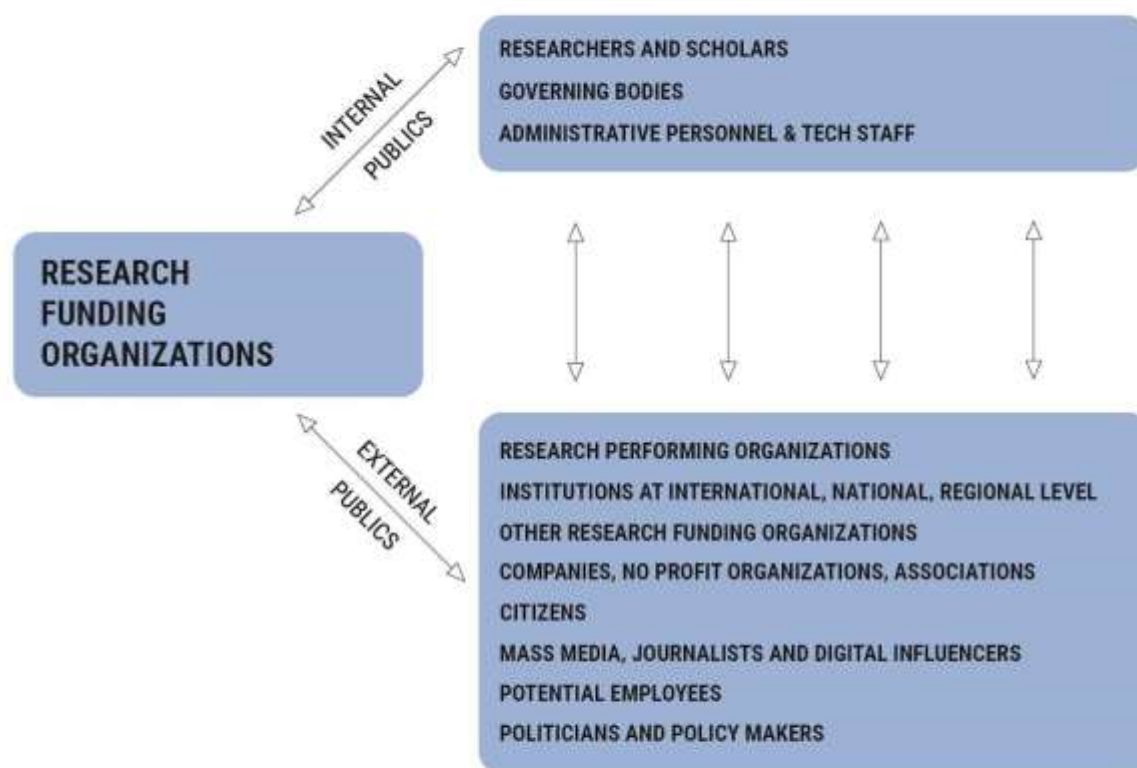 RESEARCHERS AND SCHOLARS
GOVERNING BODIES
ADMINISTRATIVE PERSONNEL & TECH STAFF
INTERNAL
PUBLICS
RESEARCH
FUNDING
ORGANIZATIONS
EXTERNAL
PUBLICS
RESEARCH PERFORMING ORGANIZATIONS
INSTITUTIONS AT INTERNATIONAL, NATIONAL, REGIONAL LEVEL
OTHER RESEARCH FUNDING ORGANIZATIONS
COMPANIES, NO PROFIT ORGANIZATIONS, ASSOCIATIONS
CITIZENS
MASS MEDIA, JOURNALISTS AND DIGITAL INFLUENCERS
POTENTIAL EMPLOYEES
POLITICIANS AND POLICY MAKERS